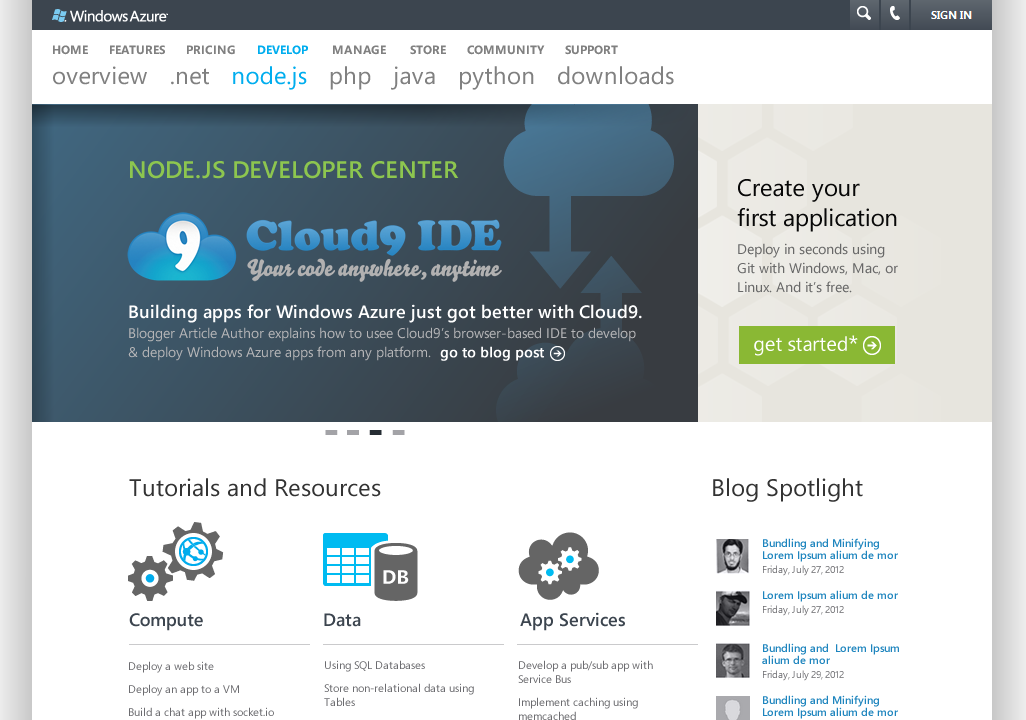 Windows Azure
SIGN IN
HOME FEATURES PRICING DEVELOP MANAGE STORE COMMUNITY SUPPORT
overview .net node.js php java python downloads
NODE.JS DEVELOPER CENTER
9 Cloud9 IDE
Your code anywhere, anytime
Building apps for Windows Azure just got better with Cloud9.
Blogger Article Author explains how to usee Cloud9's browser-based IDE to develop
& deploy Windows Azure apps from any platform. go to blog post
Create your
first application
Deploy in seconds using
Git with Windows, Mac, or
Linux. And it's free.
get started*
Tutorials and Resources
DB
Compute
Deploy a web site
Deploy an app to a VM
Build a chat app with socket.io
Data
Using SQL Databases
Store non-relational data using
Tables
App Services
Develop a pub/sub app with
Service Bus
Implement caching using
memcached
Blog Spotlight
Bundling and Minifying
Lorem Ipsum alium de mor
Friday, July 27, 2012
Lorem Ipsum alium de mor
Friday, July 27, 2012
Bundling and Lorem Ipsum
alium de mor
Friday, July 29, 2012
Bundling and Minifying
Lorem Ipsum alium de mor